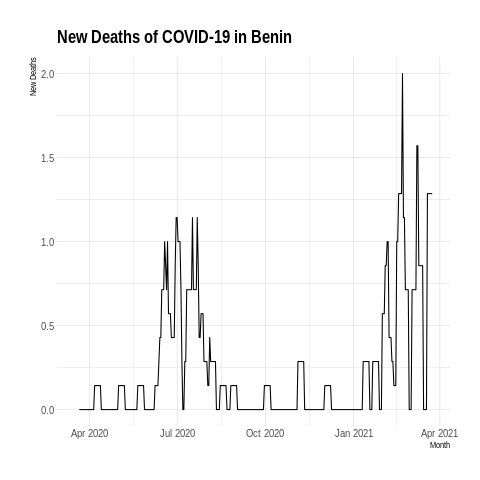 New Deaths of COVID-19 in Benin
New Deaths
2.0
1.5
1.0
0.5
0.0
Apr 2020
Jul 2020
Oct 2020
Jan 2021
Apr 2021
Month